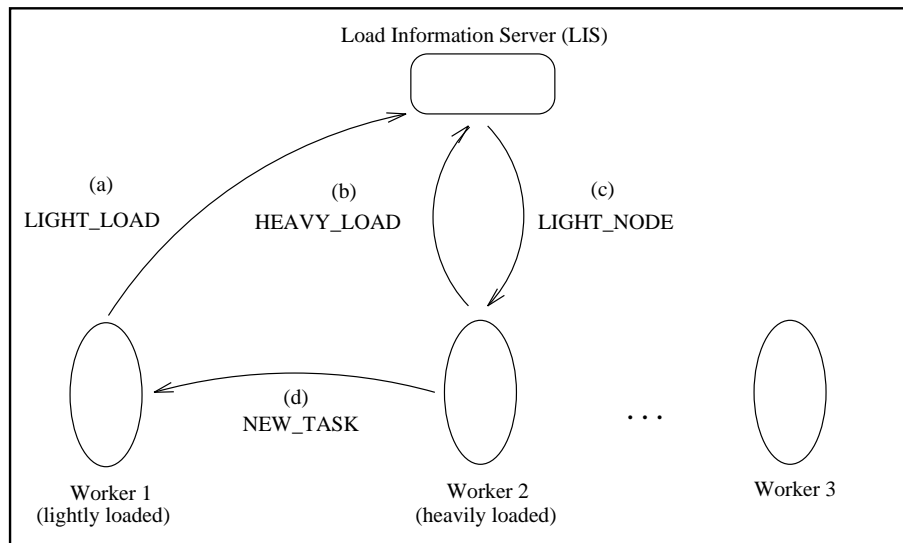 Load Information Server (LIS)
(a)
LIGHT_LOAD
(b)
HEAVY_LOAD
(c)
LIGHT_NODE
(d)
NEW_TASK
. . .
Worker 1
(lightly loaded)
Worker 2
(heavily loaded)
Worker 3